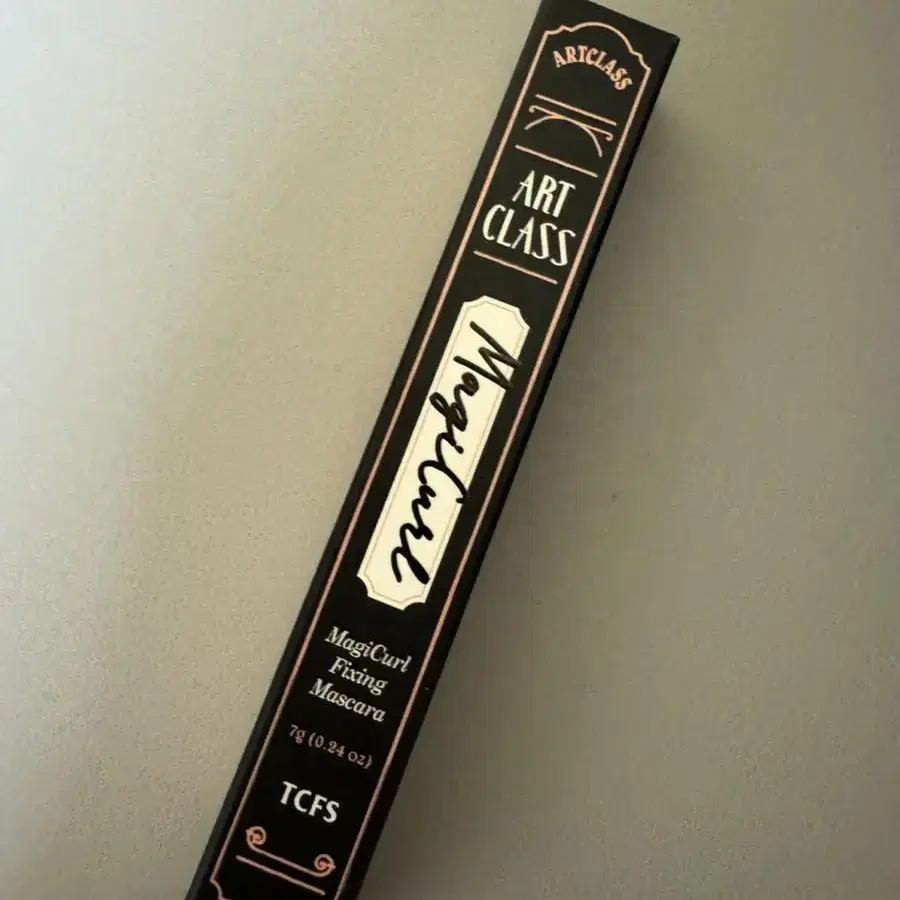 ARTCLASS
ART
CLASS
MagiCurl
MagiCurl
Fixing
Mascara
7g (0.24 oz)
TCFS